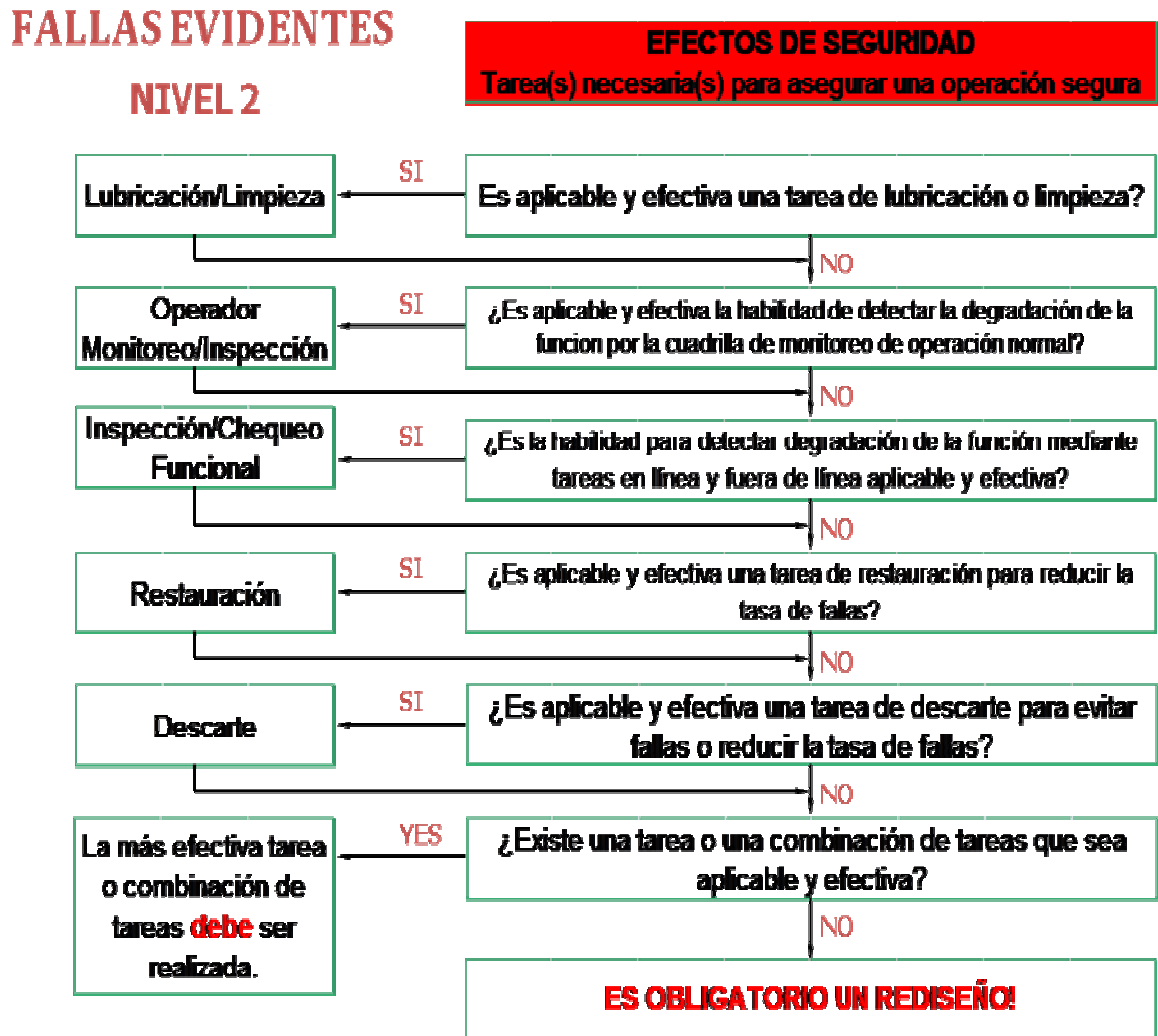 FALLAS EVIDENTES
NIVEL 2
EFECTOS DE SEGURIDAD
Tarea(s) necesaria(s) para asegurar una operación segura
Lubricación/Limpieza
SI
Es aplicable y efectiva una tarea de lubricación o limpieza?
NO
Operador
Monitoreo/Inspección
SI
¿Es aplicable y efectiva la habilidad de detectar la degradación de la
funcion por la cuadrilla de monitoreo de operación normal?
NO
Inspección/Chequeo
Funcional
SI
¿Es la habilidad para detectar degradación de la función mediante
tareas en línea y fuera de línea aplicable y efectiva?
NO
Restauración
SI
¿Es aplicable y efectiva una tarea de restauración para reducir la
tasa de fallas?
NO
Descarte
SI
¿Es aplicable y efectiva una tarea de descarte para evitar
fallas o reducir la tasa de fallas?
NO
La más efectiva tarea
o combinación de
tareas debe ser
realizada.
YES
¿Existe una tarea o una combinación de tareas que sea
aplicable y efectiva?
NO
ES OBLIGATORIO UN REDISEÑO!